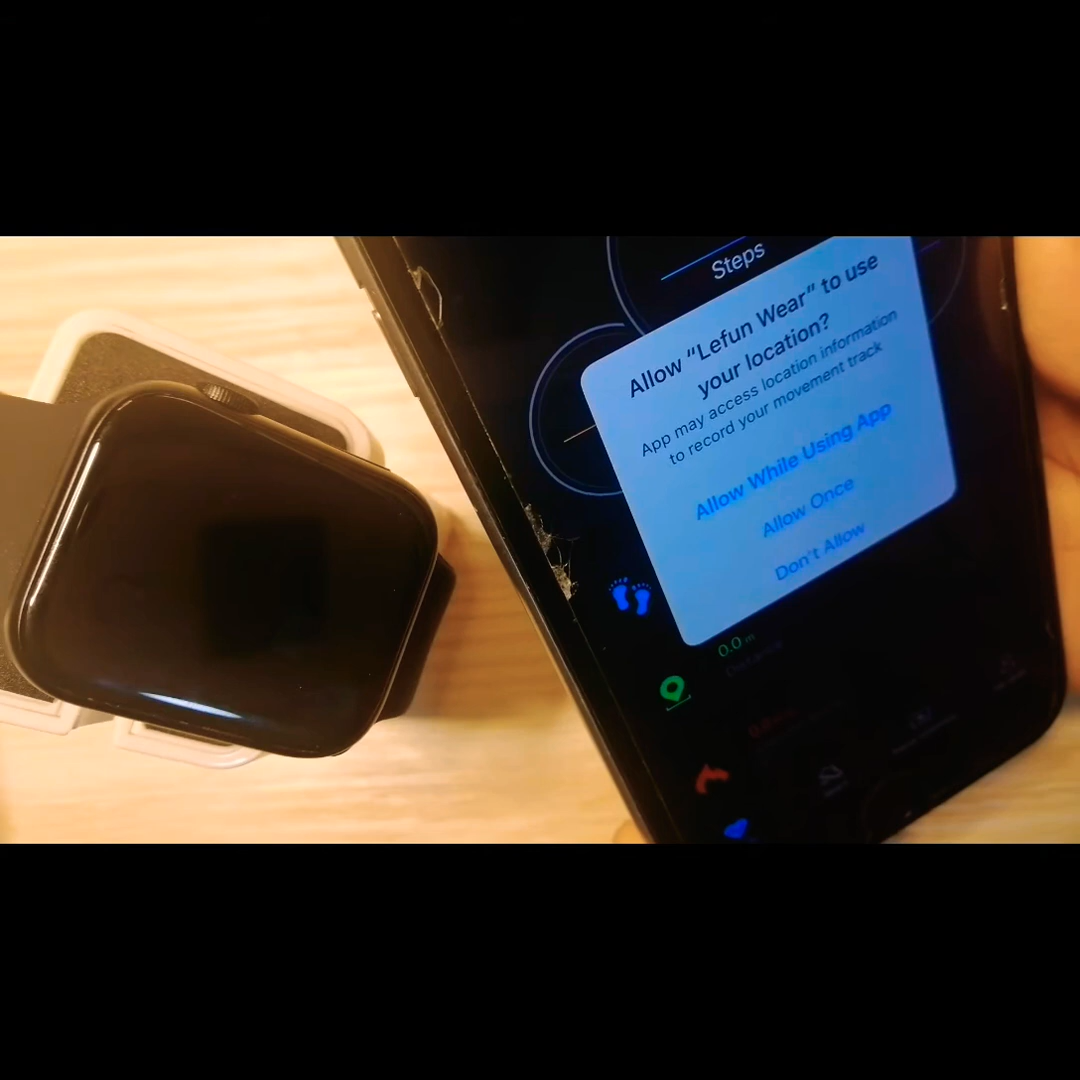 Steps
Allow “Lefun Wear” to use
your location?
App may access location information
to record your movement track
Allow While Using App
Allow Once
Don't Allow
0.0 m
Distance